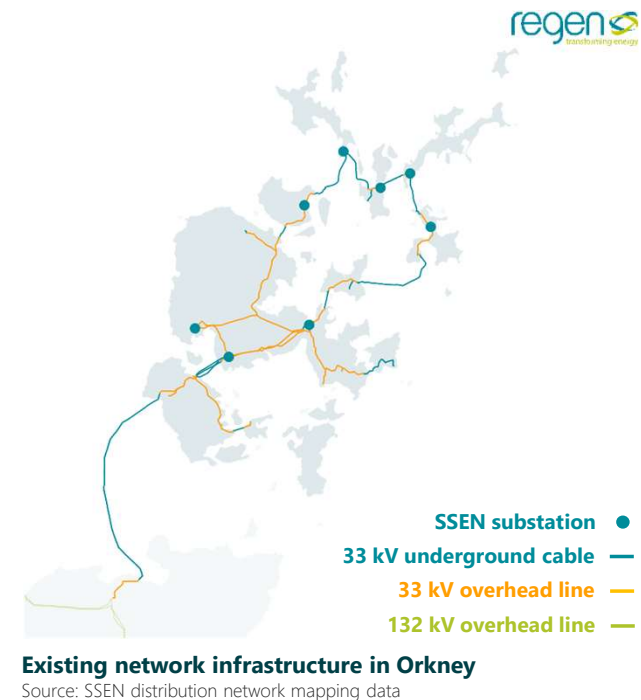 regen
transforming energy
SSEN substation
33 kV underground cable
33 kV overhead line
132 kV overhead line
Existing network infrastructure in Orkney
Source: SSEN distribution network mapping data